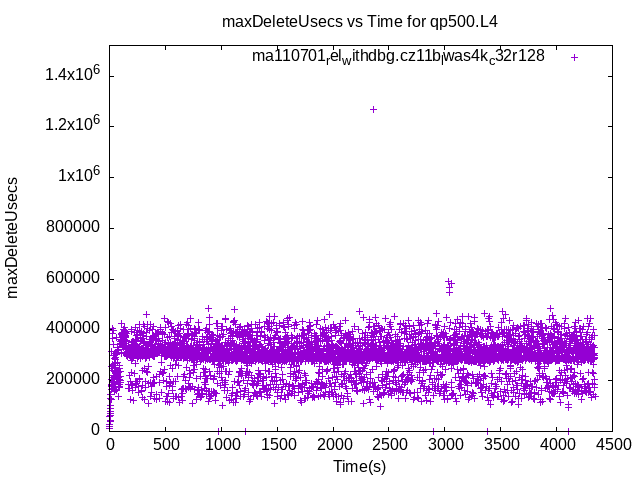 maxDeleteUsecs vs Time for qp500.L4
ma110701_rel_withdbg.cz11b_iwas4k_c32r128
1.4x10^6
1.2x10^6
1x10^6
800000
600000
400000
200000
0
maxDeleteUsecs
0 500 1000 1500 2000 2500 3000 3500 4000 4500
Time(s)